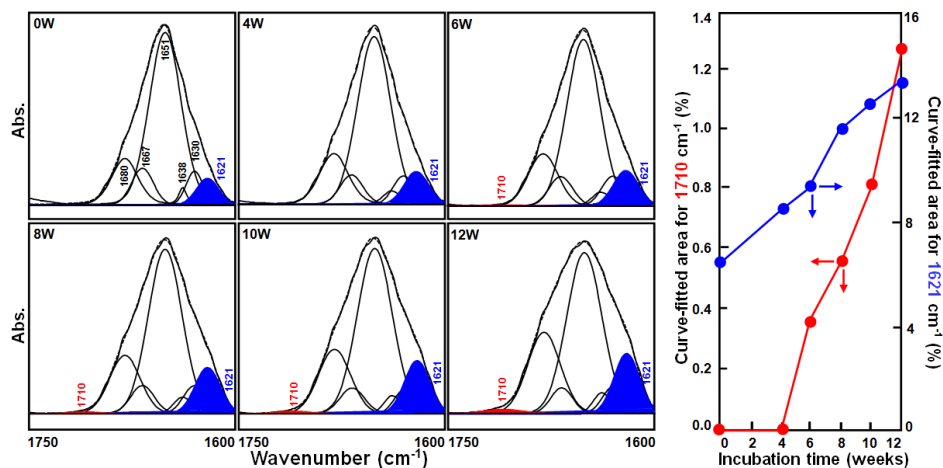 0W
4W
6W
Abs.
1680
1667
1651
1638
1630
1621
1621
1710
1621
8W
10W
12W
Abs.
1710
1621
1710
1621
1710
1621
1750
1600
1750
1600
1750
1600
Wavenumber (cm-1)
Curve-fitted area for 1710 cm-1 (%)
1.4
1.2
1.0
0.8
0.6
0.4
0.2
0.0
16
12
8
4
0
Curve-fitted area for 1621 cm-1 (%)
0 2 4 6 8 10 12
Incubation time (weeks)